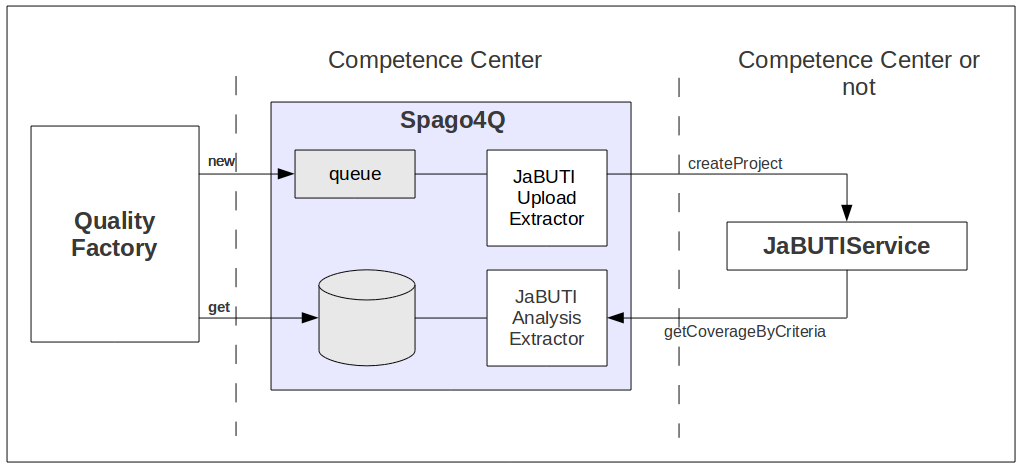 Competence Center
Competence Center or
not
Spago4Q
new
queue
JaBUTI
Upload
Extractor
createProject
Quality
Factory
JaBUTIService
get
JaBUTI
Analysis
Extractor
getCoverageByCriteria